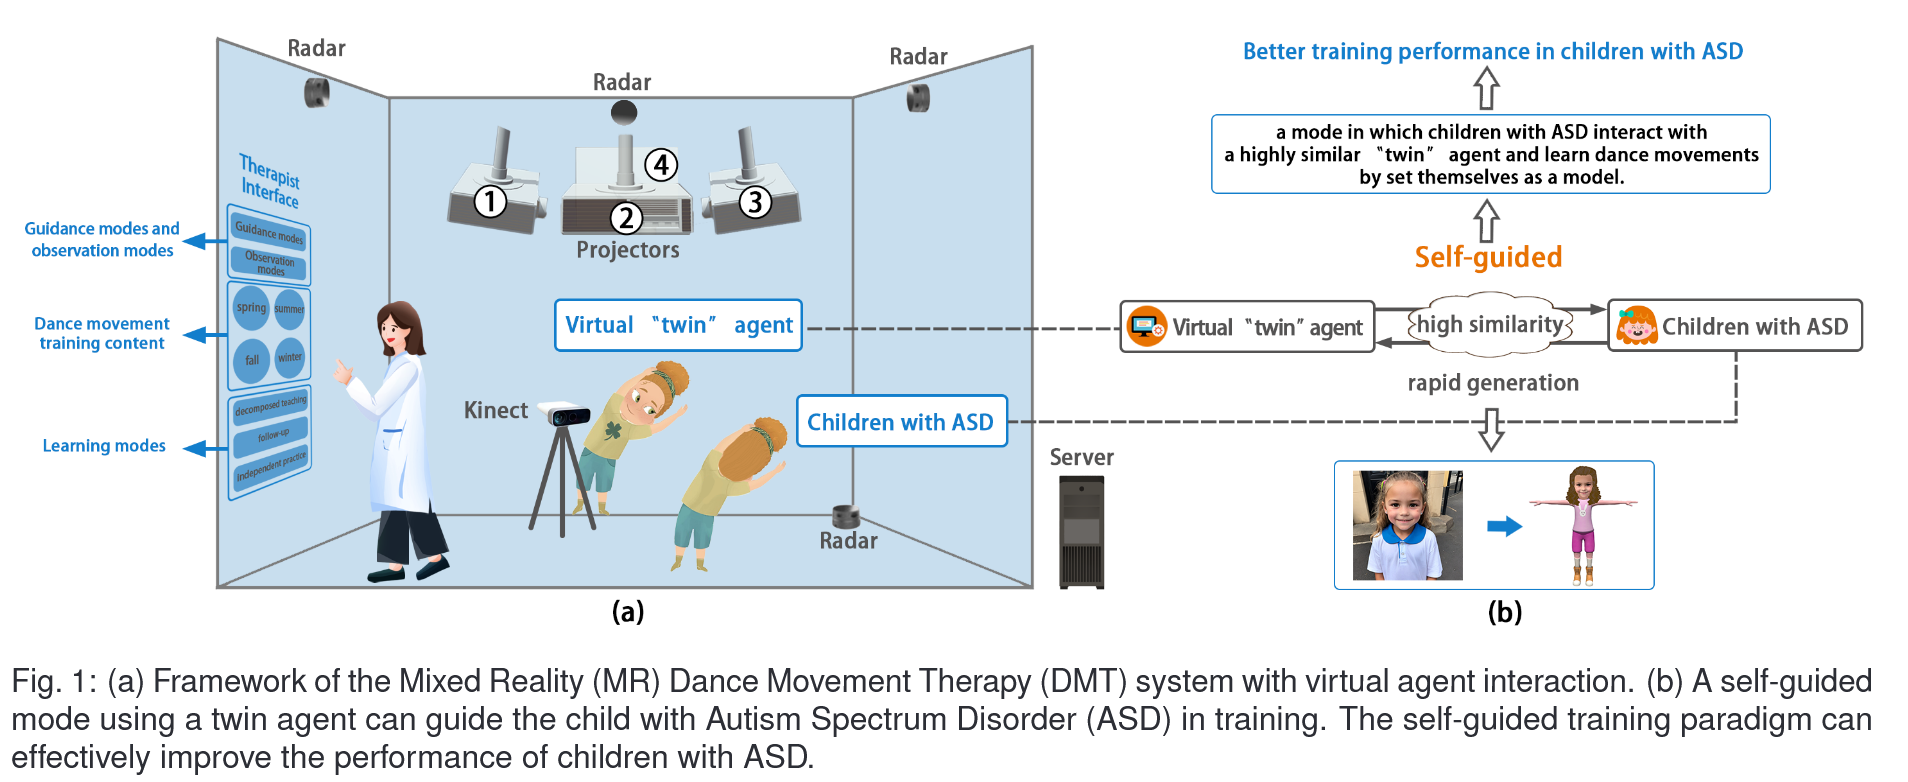 Radar
Radar
Radar
Therapist
Interface
Guidance modes
Observation
modes
spring
summer
fall
winter
decomposed teaching
follow-up
independent practice
Guidance modes and
observation modes
Dance movement
training content
Learning modes
1
2
3
4
Projectors
Virtual “twin” agent
Kinect
Children with ASD
Radar
Server
(a)
Better training performance in children with ASD
a mode in which children with ASD interact with
a highly similar “twin” agent and learn dance movements
by set themselves as a model.
Self-guided
Virtual “twin” agent
high similarity
Children with ASD
rapid generation
(b)
Fig. 1: (a) Framework of the Mixed Reality (MR) Dance Movement Therapy (DMT) system with virtual agent interaction. (b) A self-guided
mode using a twin agent can guide the child with Autism Spectrum Disorder (ASD) in training. The self-guided training paradigm can
effectively improve the performance of children with ASD.